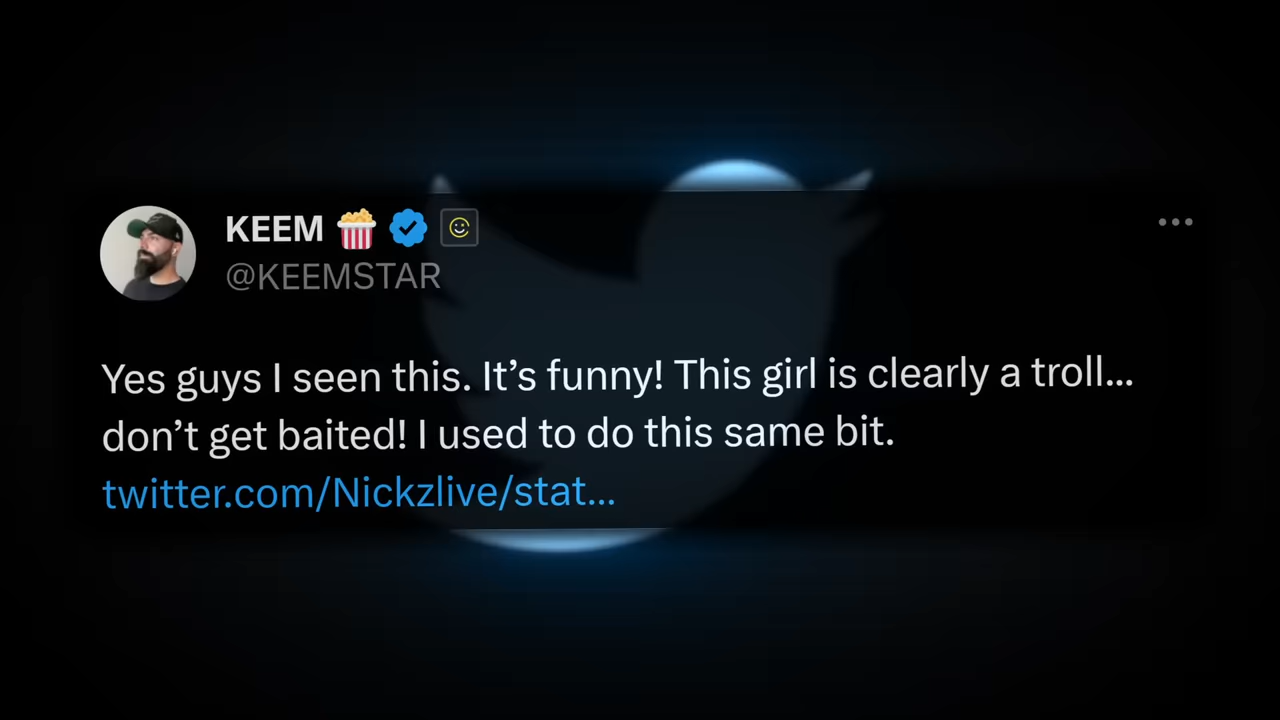 KEEM 🍿
@KEEMSTAR
Yes guys I seen this. It’s funny! This girl is clearly a troll...
don’t get baited! I used to do this same bit.
twitter.com/Nickzlive/stat...